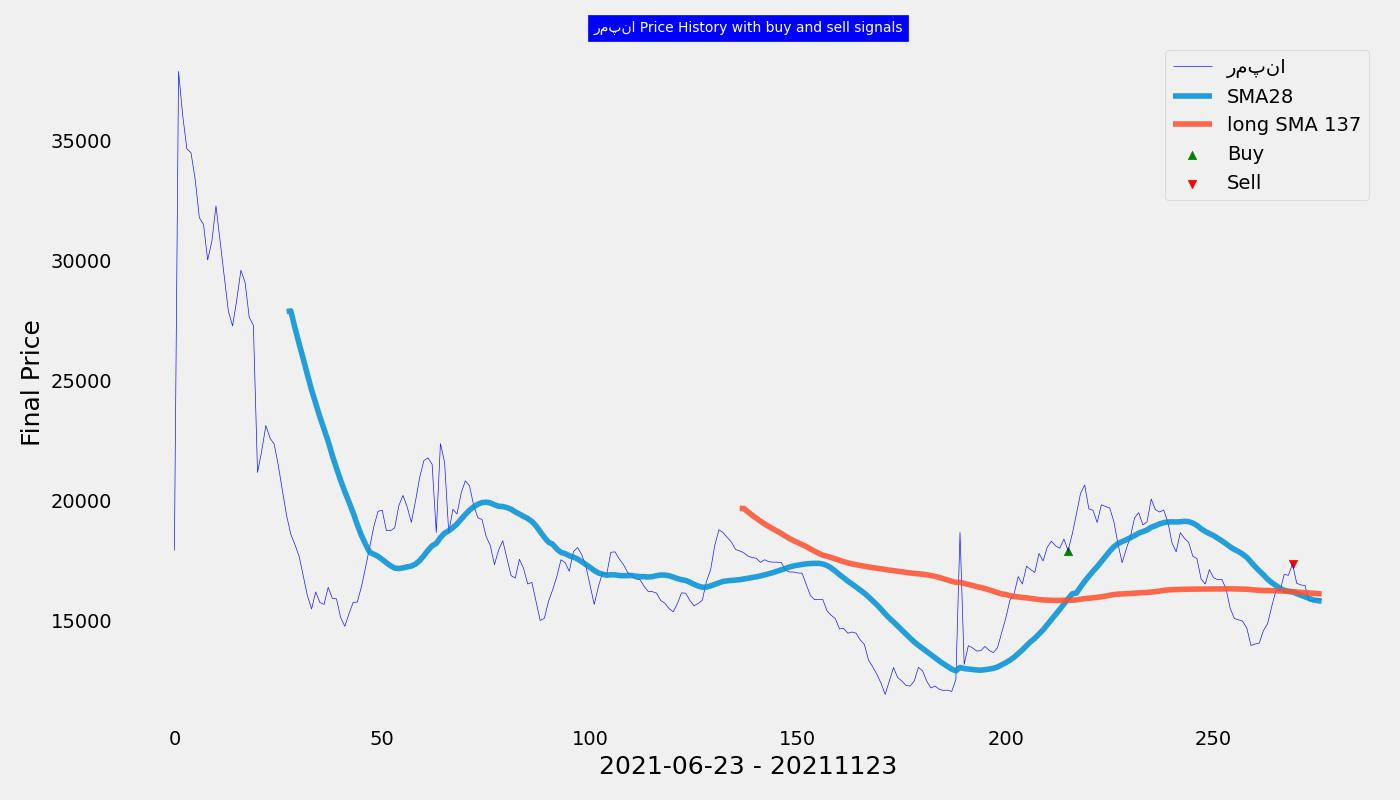 رمپنا Price History with buy and sell signals
رمپنا
SMA28
long SMA 137
Buy
Sell
Final Price
35000
30000
25000
20000
15000
0 50 100 150 200 250
2021-06-23 - 20211123